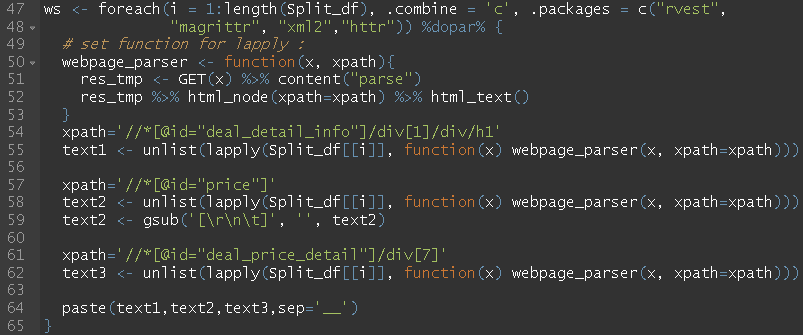 47 ws <- foreach(i = 1:length(Split_df), .combine = 'c', .packages = c("rvest",
48 "magrittr", "xml2","httr")) %dopar% {
49 # set function for lapply :
50 webpage_parser <- function(x, xpath){
51 res_tmp <- GET(x) %>% content("parse")
52 res_tmp %>% html_node(xpath=xpath) %>% html_text()
53 }
54 xpath='//*[@id="deal_detail_info"]/div[1]/div/h1'
55 text1 <- unlist(lapply(Split_df[[i]], function(x) webpage_parser(x, xpath=xpath)))
56
57 xpath='//*[@id="price"]'
58 text2 <- unlist(lapply(Split_df[[i]], function(x) webpage_parser(x, xpath=xpath)))
59 text2 <- gsub('[\r\n\t]', '', text2)
60
61 xpath='//*[@id="deal_price_detail"]/div[7]'
62 text3 <- unlist(lapply(Split_df[[i]], function(x) webpage_parser(x, xpath=xpath)))
63
64 paste(text1,text2,text3,sep='__')
65 }